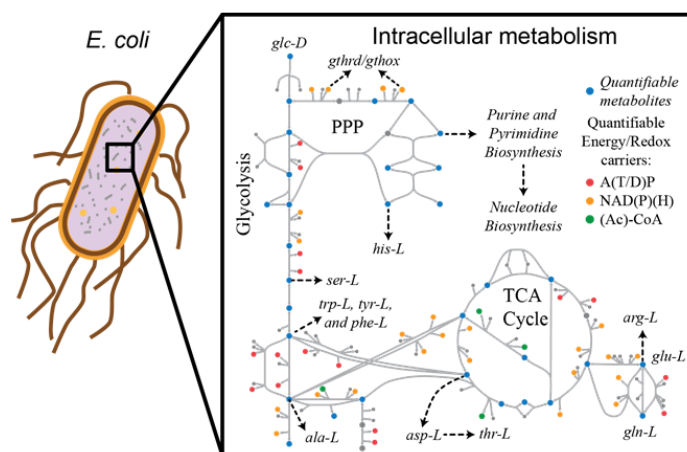 E. coli
Intracellular metabolism
glc-D
gthrd/gthox
PPP
Glycolysis
Purine and
Pyrimidine
Biosynthesis
Nucleotide
Biosynthesis
his-L
ser-L
trp-L, tyr-L,
and phe-L
ala-L
TCA
Cycle
asp-L
thr-L
arg-L
glu-L
gln-L
Quantifiable
metabolites
Quantifiable
Energy/Redox
carriers:
A(T/D)P
NAD(P)(H)
(Ac)-CoA